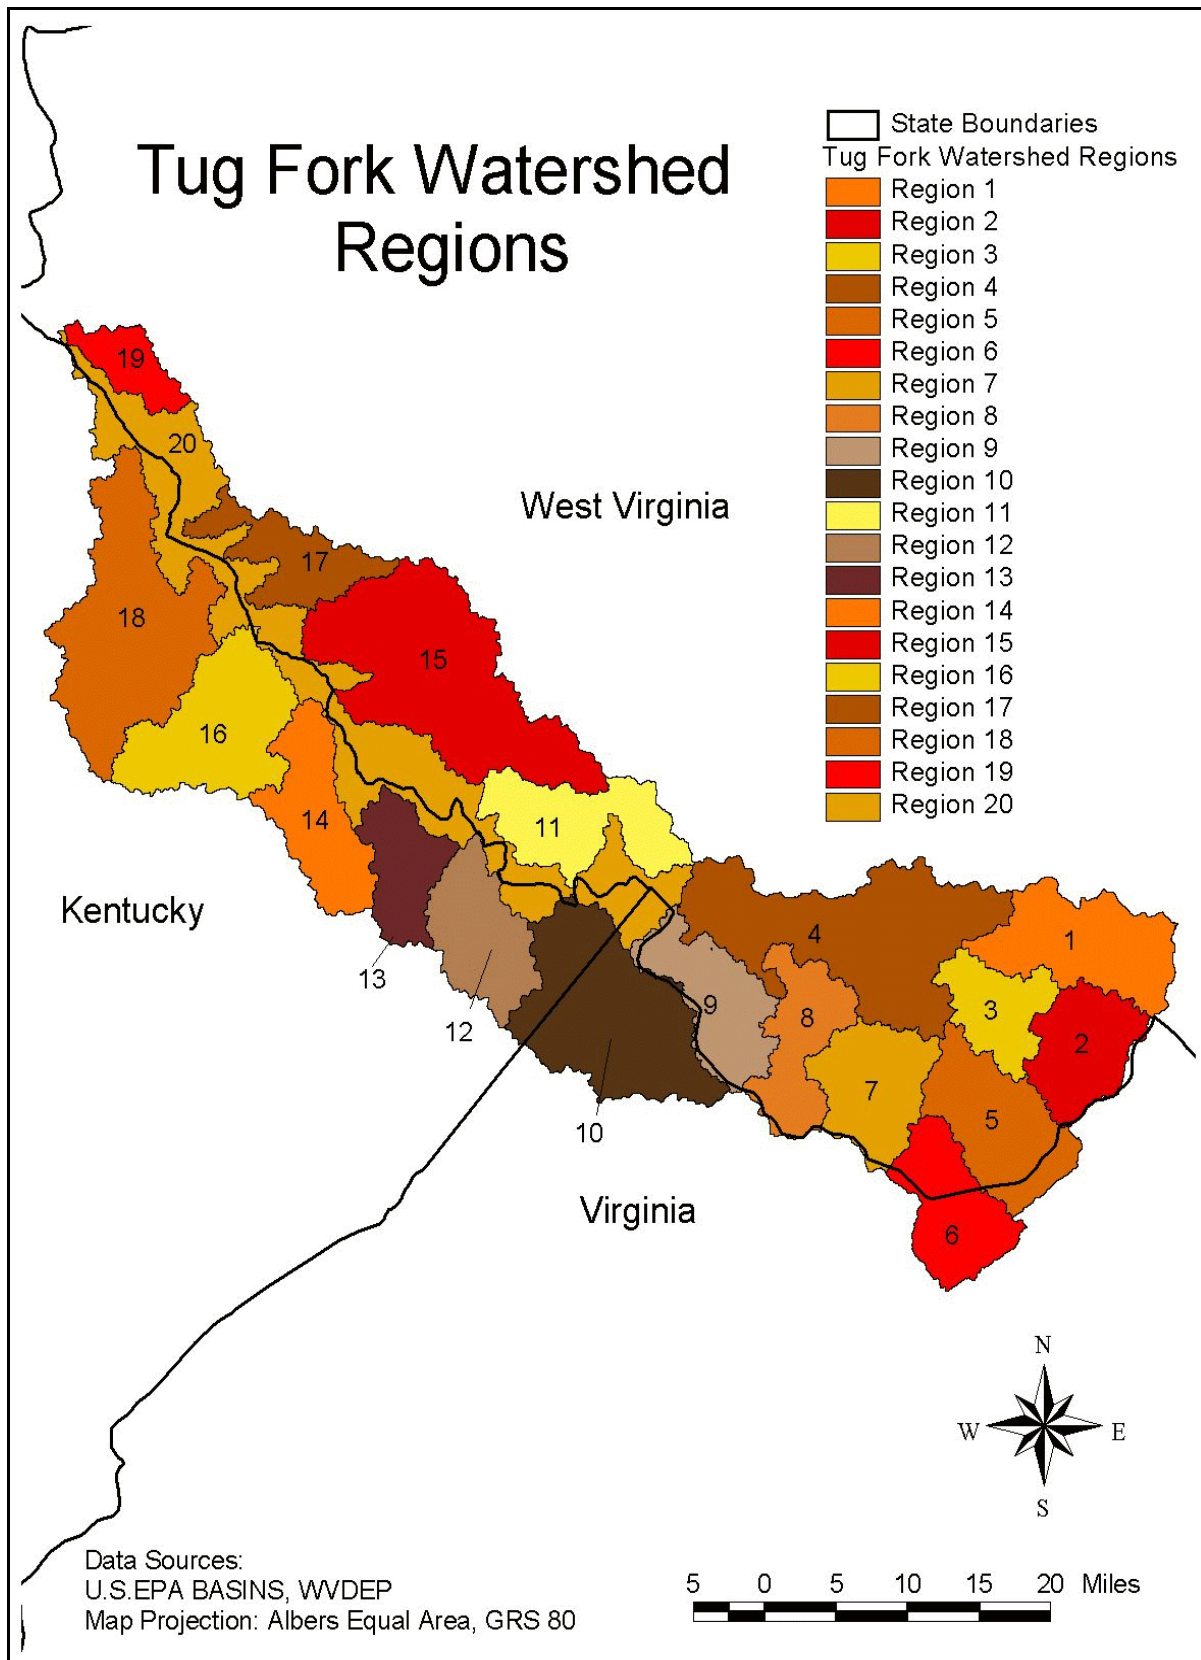 Tug Fork Watershed
Regions
State Boundaries
Tug Fork Watershed Regions
Region 1
Region 2
Region 3
Region 4
Region 5
Region 6
Region 7
Region 8
Region 9
Region 10
Region 11
Region 12
Region 13
Region 14
Region 15
Region 16
Region 17
Region 18
Region 19
Region 20
19
20
West Virginia
17
18
15
16
14
11
Kentucky
13
12
4
1
9
8
3
2
7
5
10
Virginia
6
N
W
E
S
Data Sources:
U.S.EPA BASINS, WVDEP
Map Projection: Albers Equal Area, GRS 80
5 0 5 10 15 20 Miles